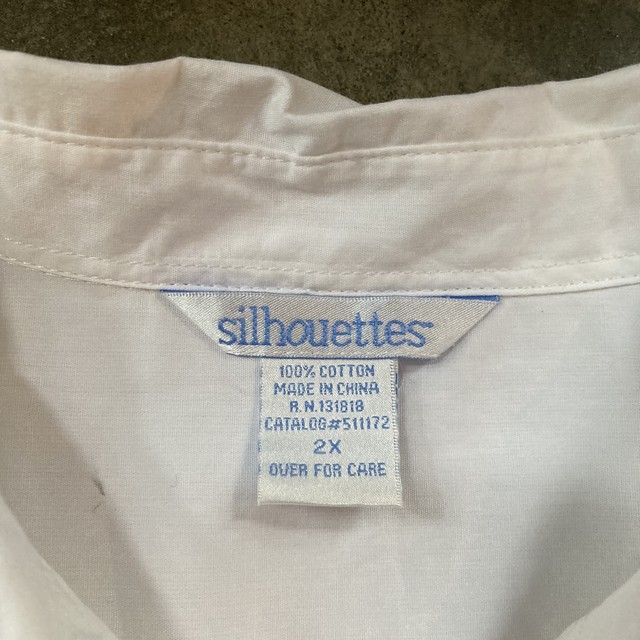 silhouettes
100% COTTON
MADE IN CHINA
R.N.131818
CATALOG#511172
2X
OVER FOR CARE